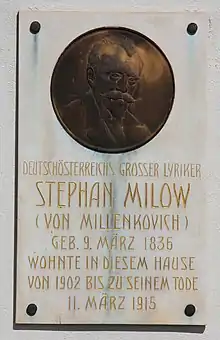 DEUTSCHÖSTERREICHS GROSSER LYRIKER
STEPHAN MILOW
(VON MILLENKOVICH)
GEB. 9. MÄRZ 1836
WOHNTE IN DIESEM HAUSE
VON 1902 BIS ZU SEINEM TODE
11. MÄRZ 1915